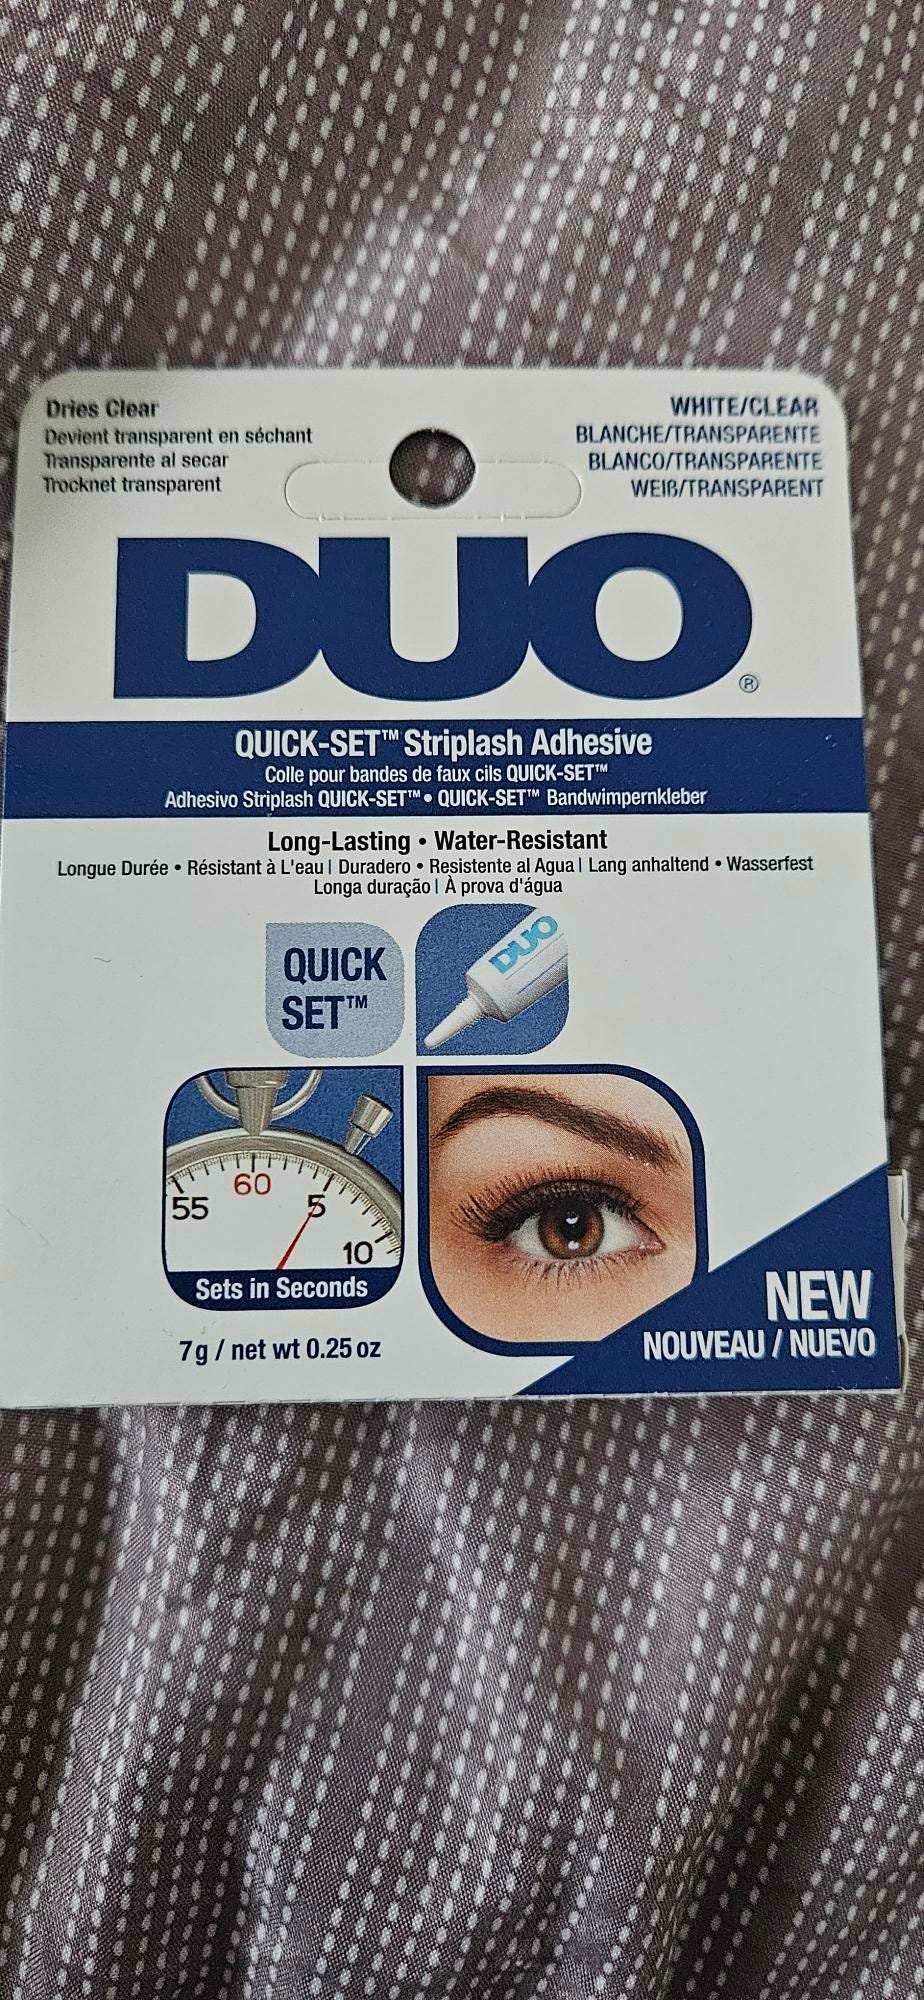 Dries Clear
Devient transparent en séchant
Transparente al secar
Trocknet transparent
WHITE/CLEAR
BLANCHE/TRANSPARENTE
BLANCO/TRANSPARENTE
WEIß/TRANSPARENT
DUO®
QUICK-SET™ Striplash Adhesive
Colle pour bandes de faux cils QUICK-SET™
Adhesivo Striplash QUICK-SET™ • QUICK-SET™ Bandwimpernkleber
Long-Lasting • Water-Resistant
Longue Durée • Résistant à L'eau | Duradero • Resistente al Agua | Lang anhaltend • Wasserfest
Longa duração | À prova d'água
QUICK
SET™
DUO
55
60
5
10
Sets in Seconds
7 g / net wt 0.25 oz
NEW
NOUVEAU / NUEVO